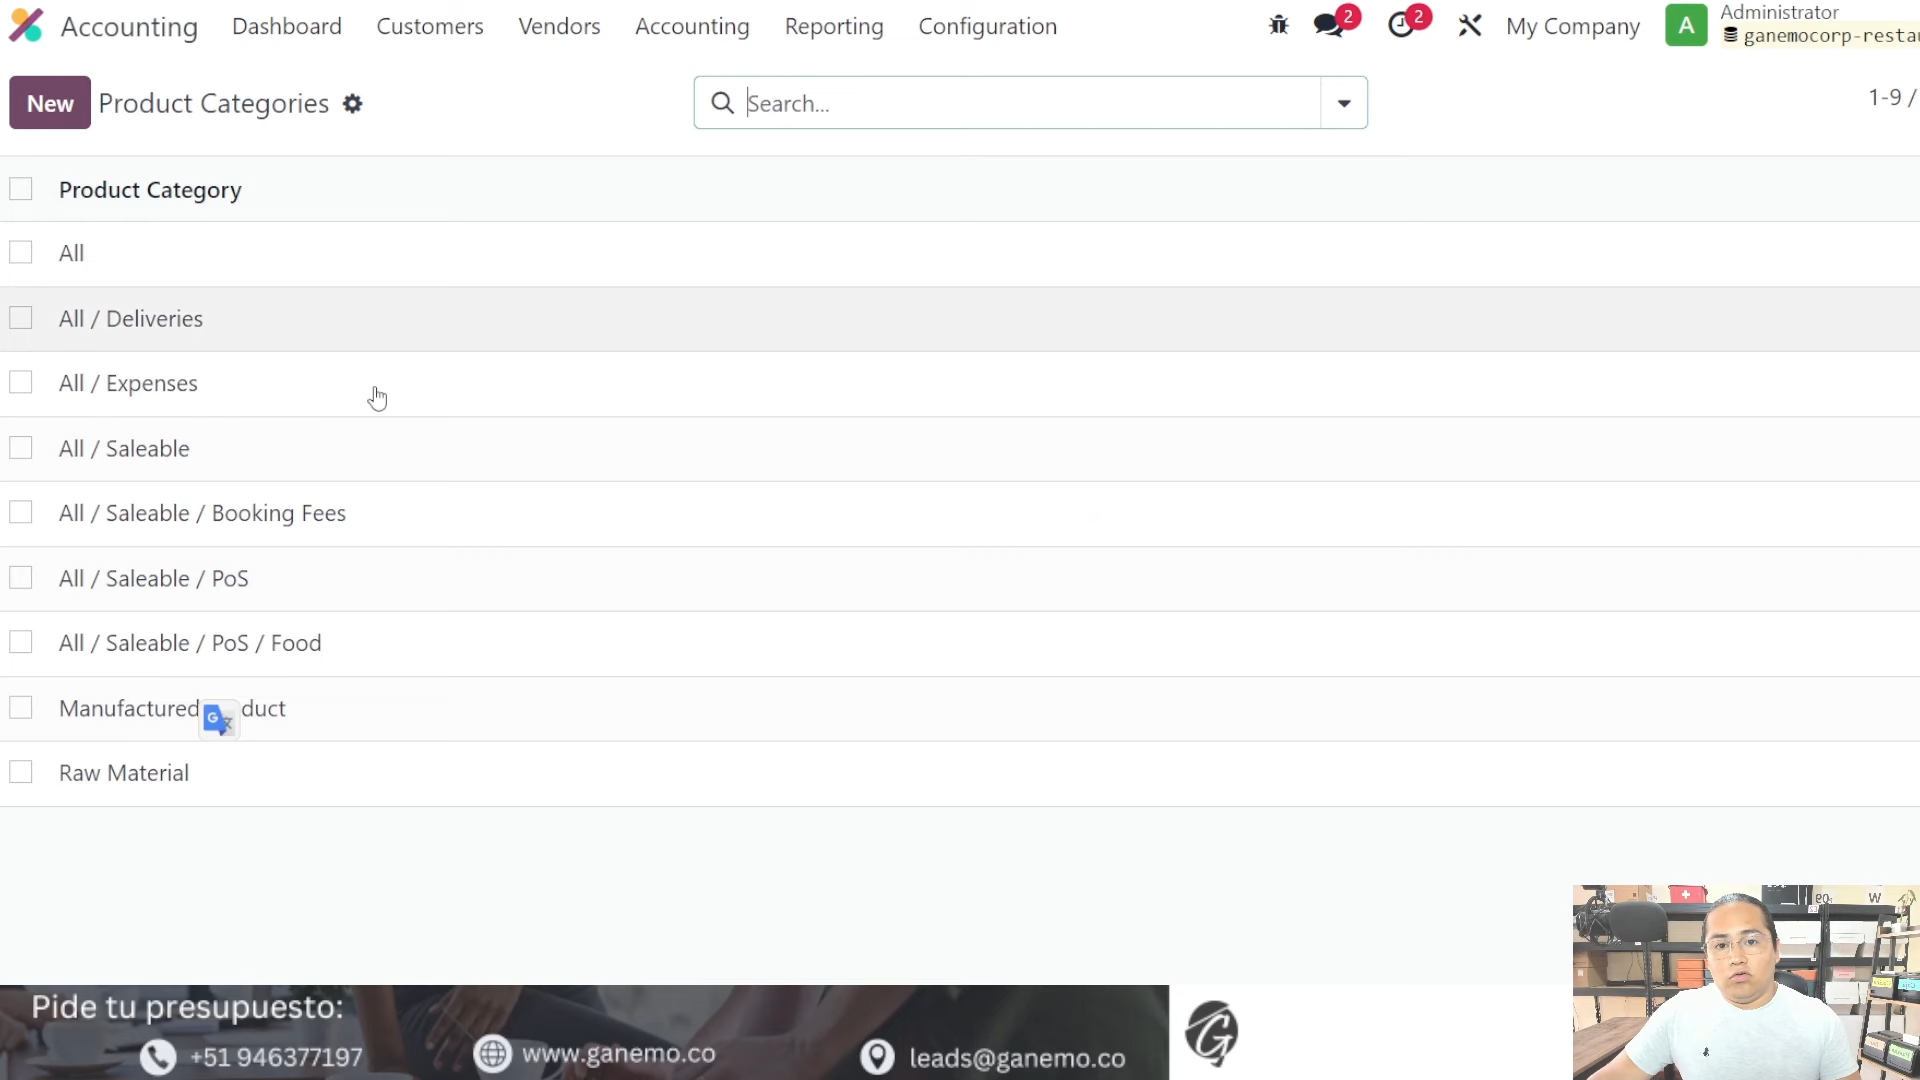 Accounting Dashboard Customers Vendors Accounting Reporting Configuration 2 2 My Company A Administrator
ganemocorp-restau
New Product Categories Search... 1-9 /
Product Category
All
All / Deliveries
All / Expenses
All / Saleable
All / Saleable / Booking Fees
All / Saleable / PoS
All / Saleable / PoS / Food
Manufactured duct
Raw Material
Pide tu presupuesto:
+51 946377197 www.ganemo.co leads@ganemo.co